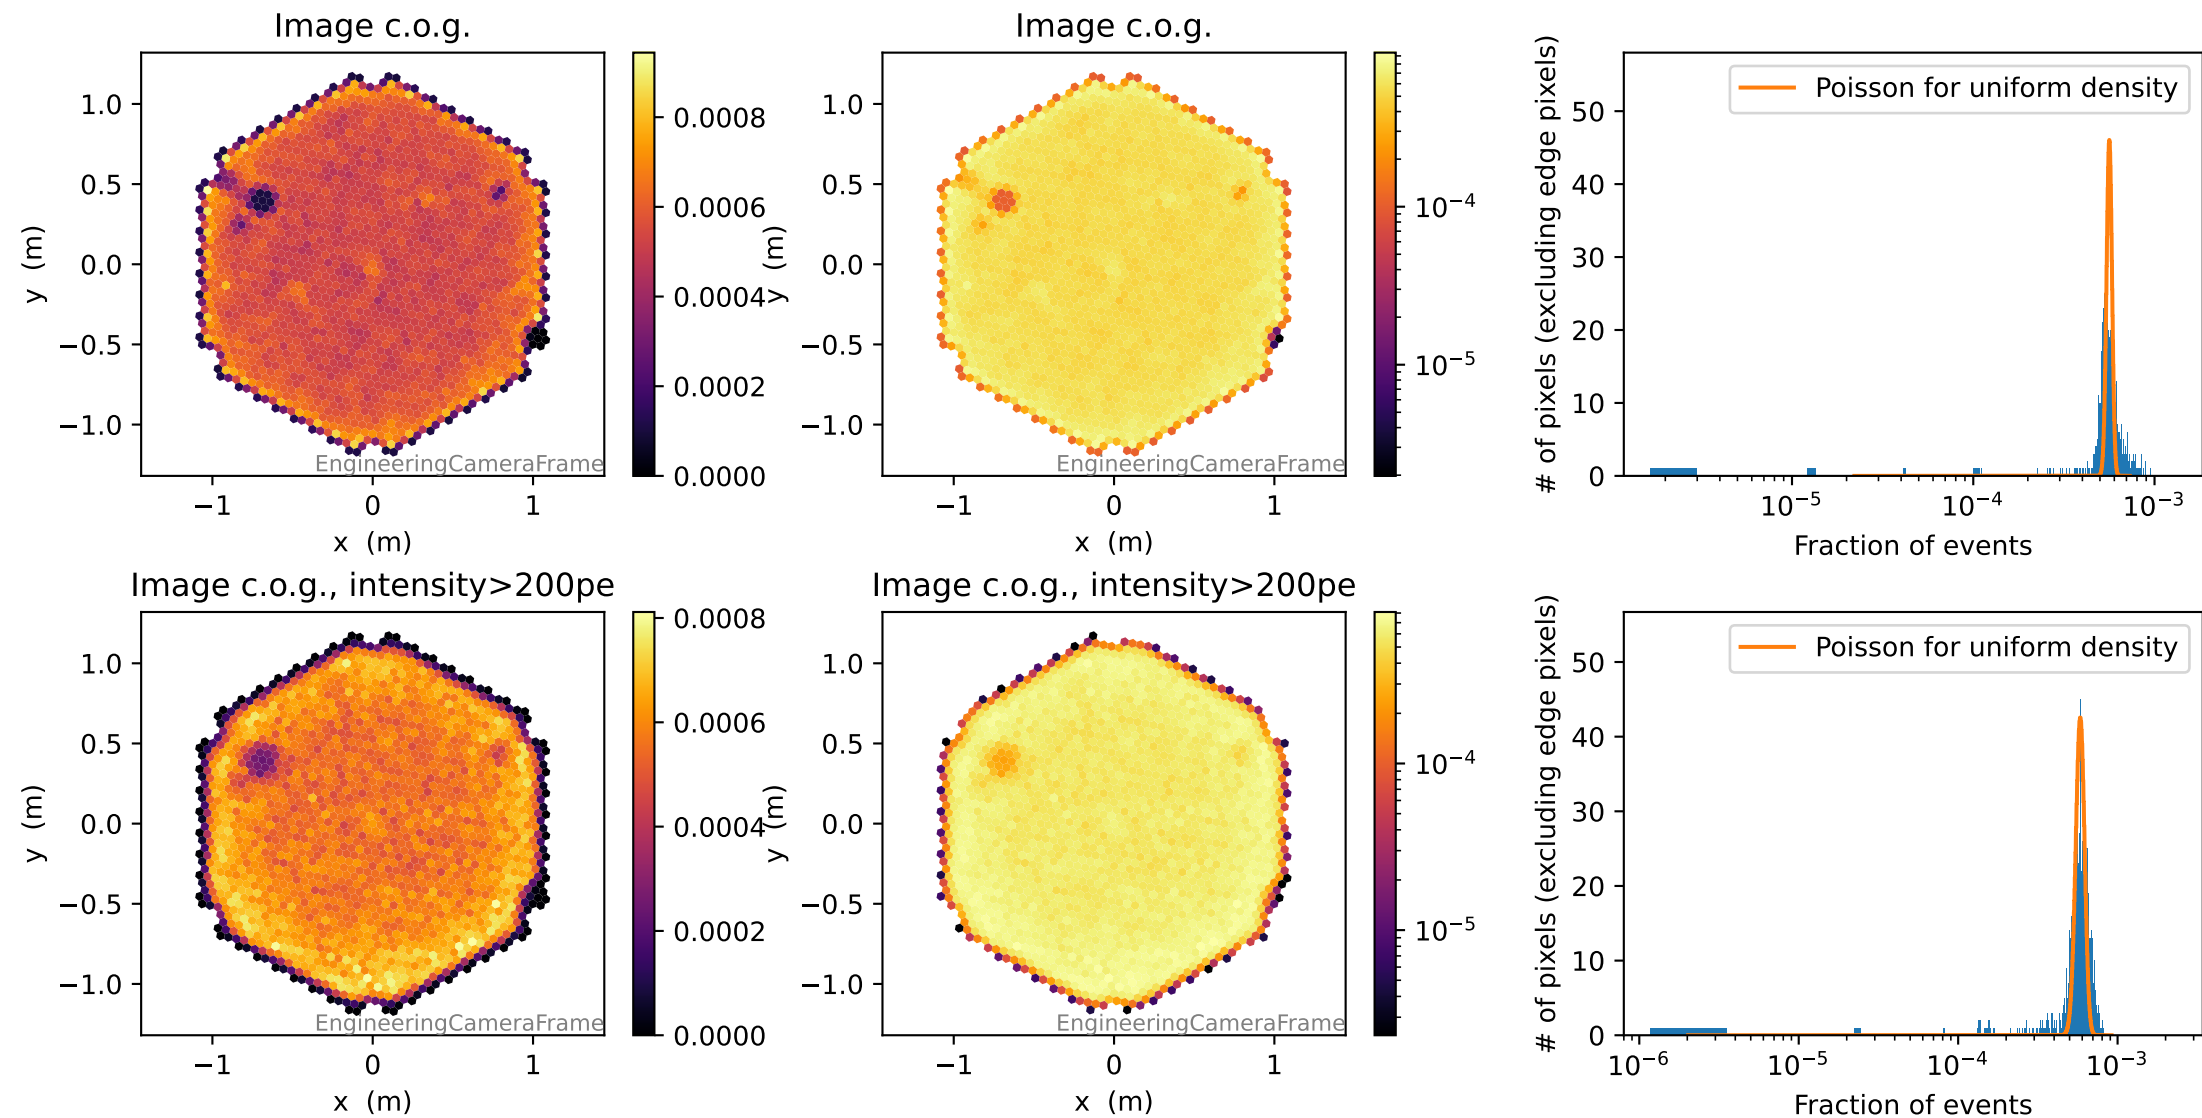 Image c.o.g.
1.0
0.5
0.0
−0.5
−1.0
y (m)
−1
0
1
x (m)
EngineeringCameraFrame
0.0008
0.0006
0.0004
0.0002
0.0000
Image c.o.g.
1.0
0.5
0.0
−0.5
−1.0
y (m)
−1
0
1
x (m)
EngineeringCameraFrame
10⁻⁴
10⁻⁵
Poisson for uniform density
# of pixels (excluding edge pixels)
50
40
30
20
10
0
10⁻⁵
10⁻⁴
10⁻³
Fraction of events
Image c.o.g., intensity>200pe
1.0
0.5
0.0
−0.5
−1.0
y (m)
−1
0
1
x (m)
EngineeringCameraFrame
0.0008
0.0006
0.0004
0.0002
0.0000
Image c.o.g., intensity>200pe
1.0
0.5
0.0
−0.5
−1.0
y (m)
−1
0
1
x (m)
EngineeringCameraFrame
10⁻⁴
10⁻⁵
Poisson for uniform density
# of pixels (excluding edge pixels)
50
40
30
20
10
0
10⁻⁶
10⁻⁵
10⁻⁴
10⁻³
Fraction of events